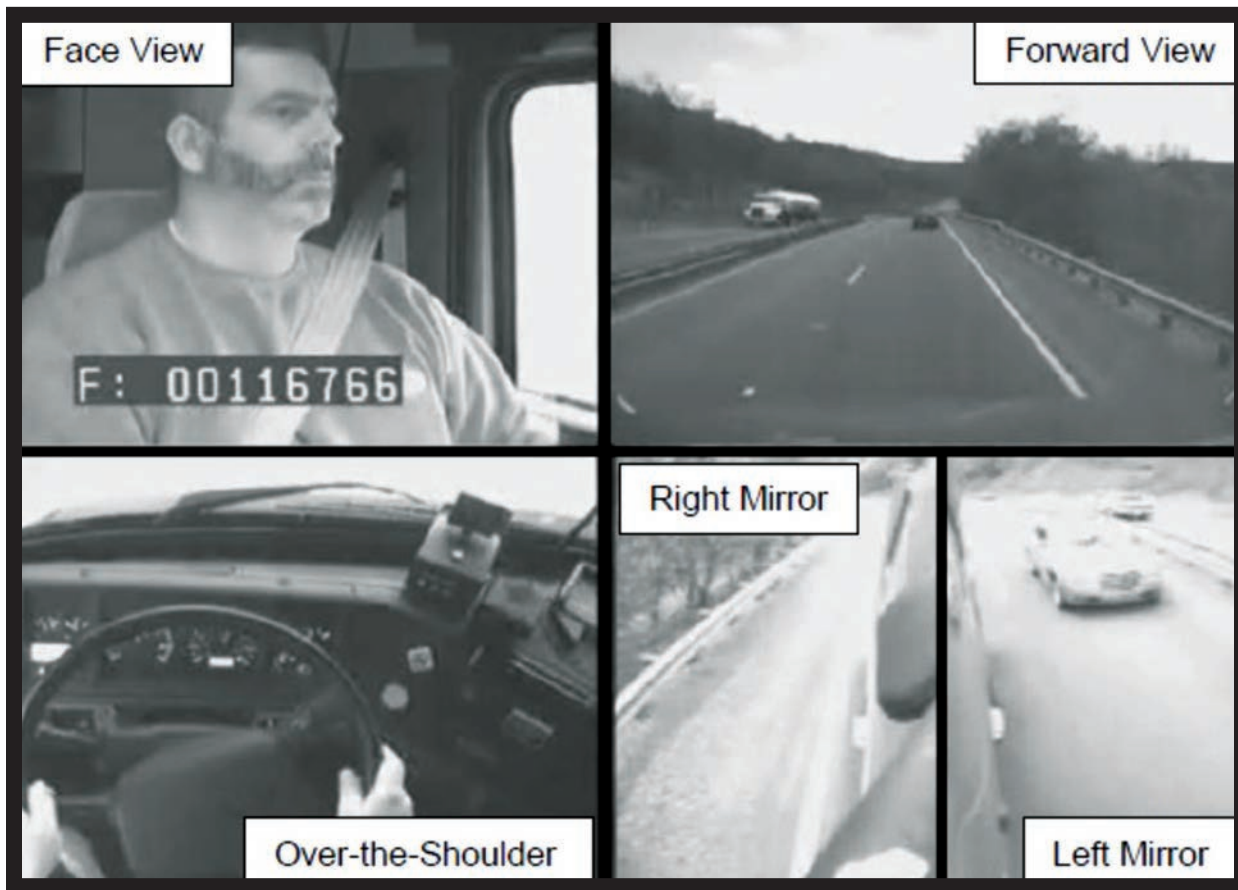 Face View
Forward View
F: 00116766
Right Mirror
Over-the-Shoulder
Left Mirror